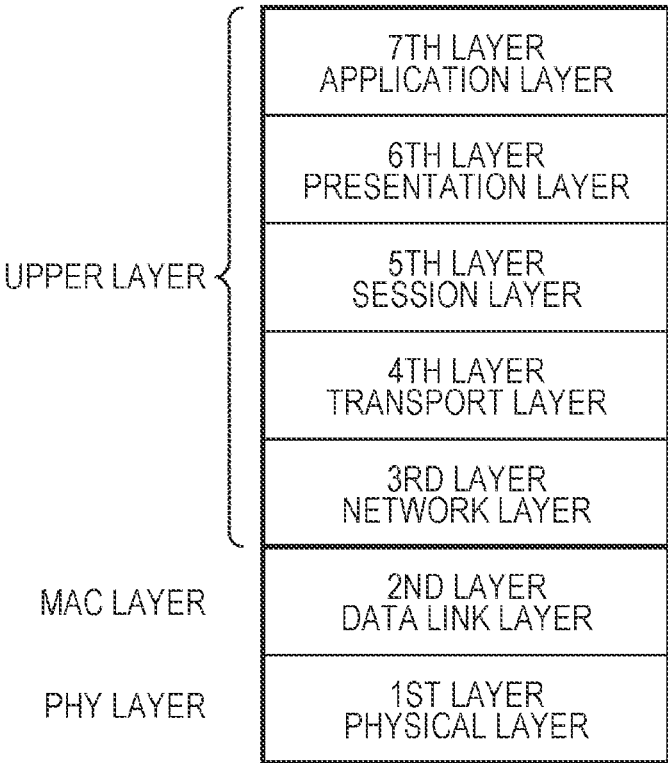 7TH LAYER
APPLICATION LAYER
6TH LAYER
PRESENTATION LAYER
UPPER LAYER
5TH LAYER
SESSION LAYER
4TH LAYER
TRANSPORT LAYER
3RD LAYER
NETWORK LAYER
MAC LAYER
2ND LAYER
DATA LINK LAYER
PHY LAYER
1ST LAYER
PHYSICAL LAYER